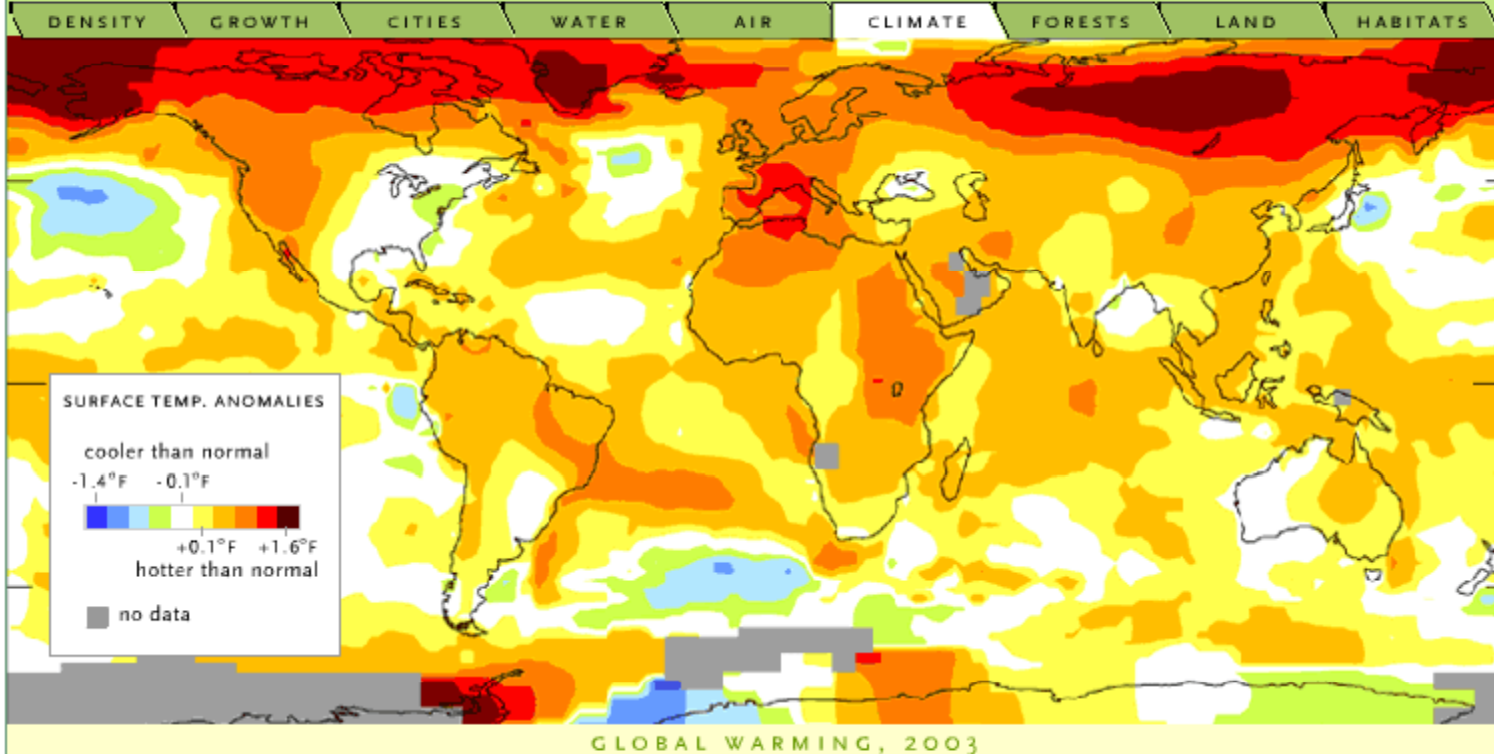 DENSITY GROWTH CITIES WATER AIR CLIMATE FORESTS LAND HABITATS
SURFACE TEMP. ANOMALIES
cooler than normal
-1.4°F -0.1°F
+0.1°F +1.6°F
hotter than normal
no data
GLOBAL WARMING, 2003